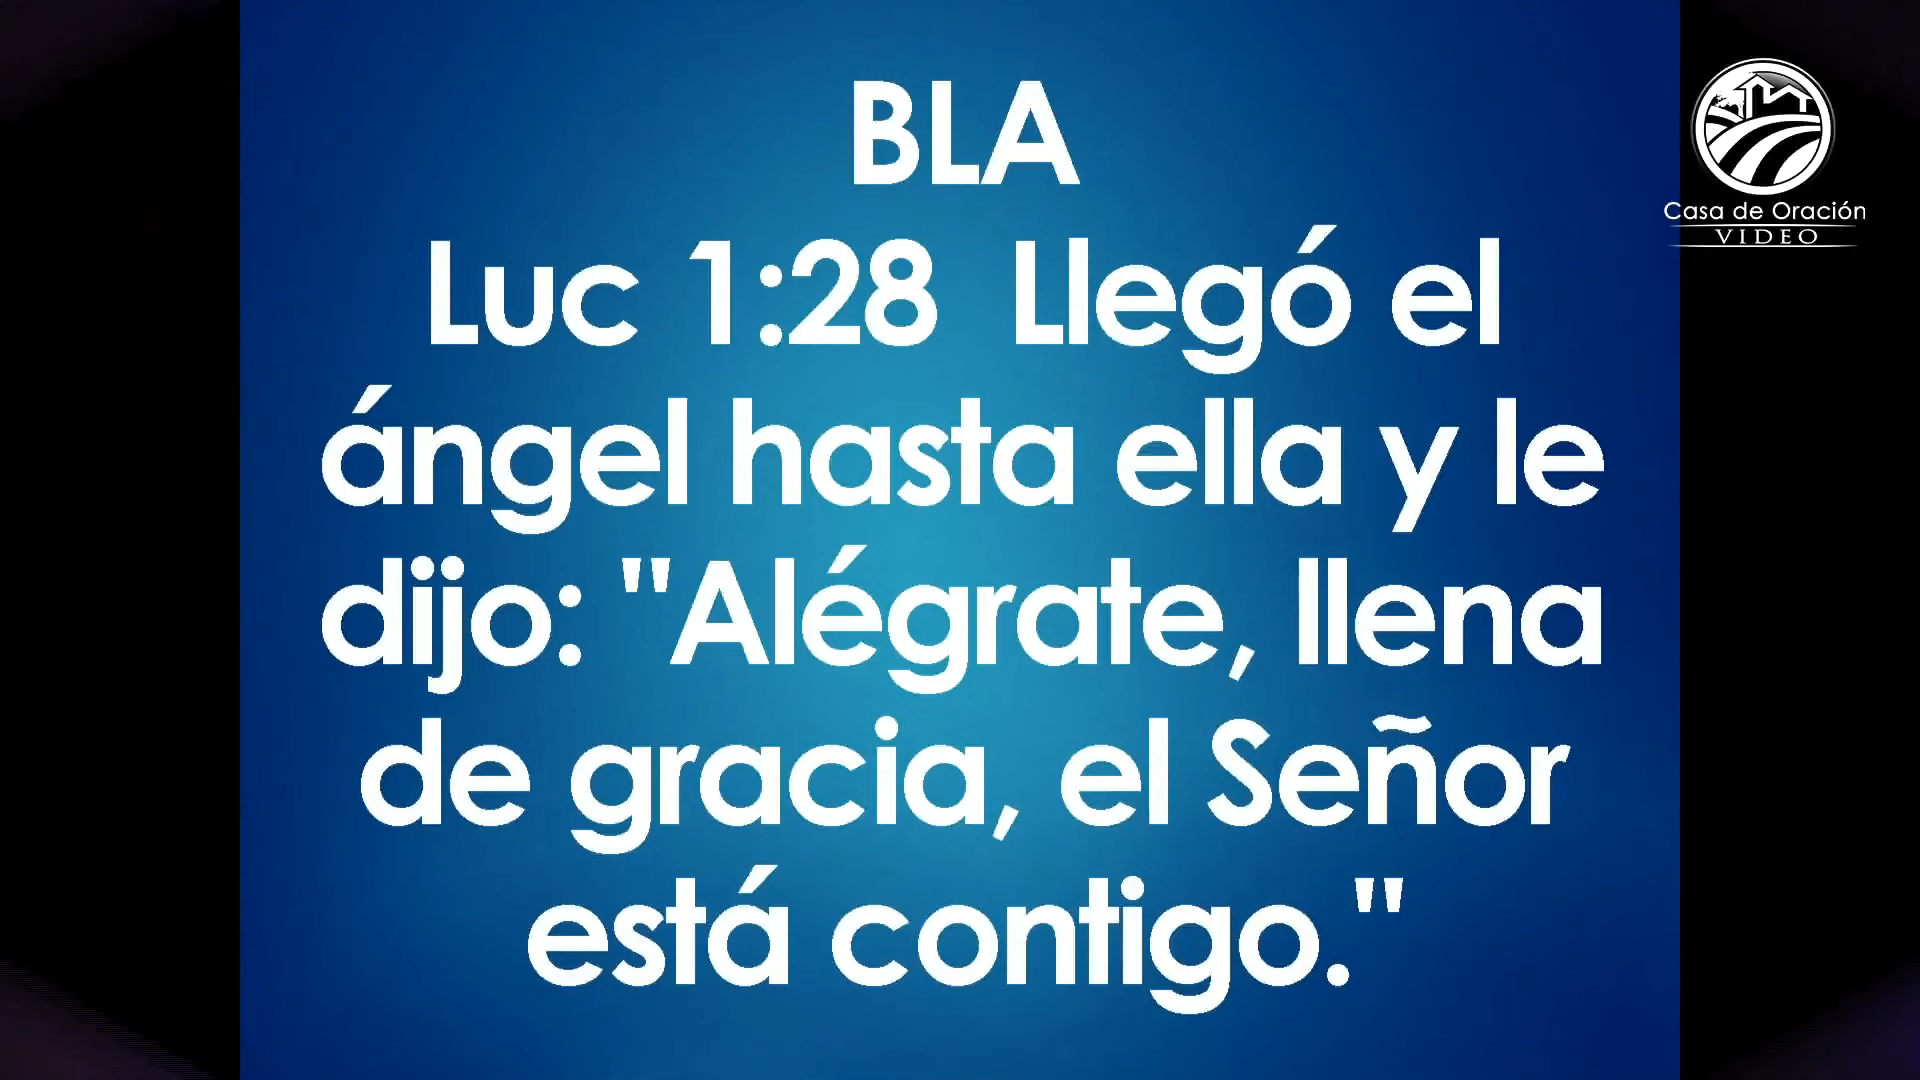 BLA
Luc 1:28  Llegó el
ángel hasta ella y le
dijo: "Alégrate, llena
de gracia, el Señor
está contigo."
Casa de Oración
VIDEO